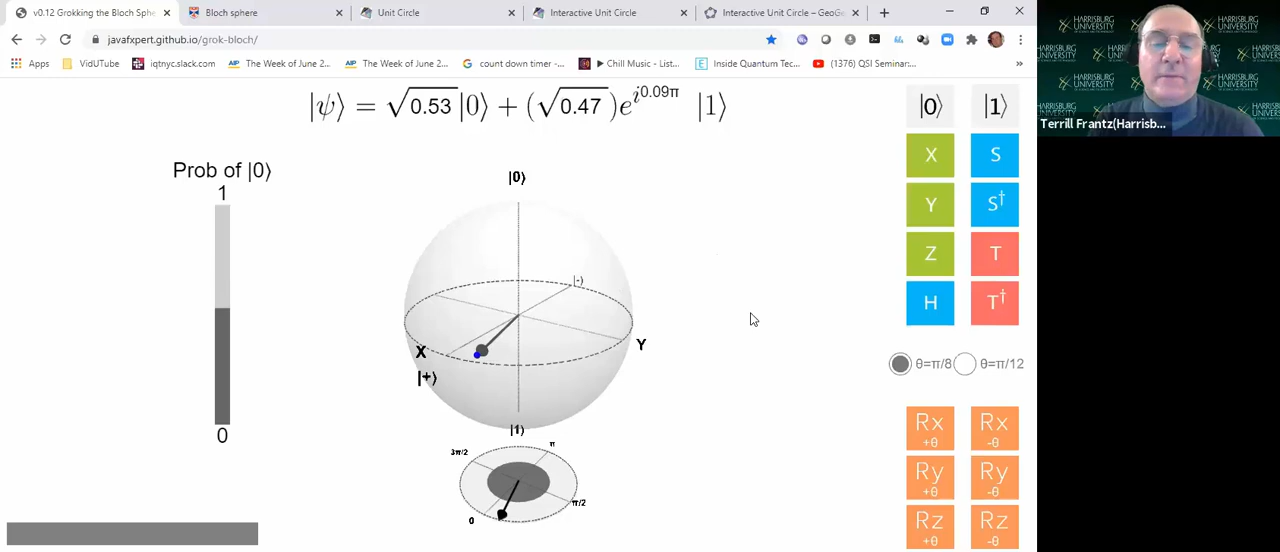 v0.12 Grokking the Bloch Sphe
Bloch sphere
Unit Circle
Interactive Unit Circle
Interactive Unit Circle – GeoGe
javafxpert.github.io/grok-bloch/
Apps
VidUTube
iqtnyc.slack.com
AIP The Week of June 2...
AIP The Week of June 2...
count down timer -...
Chill Music - List...
Inside Quantum Tec...
(1376) QSI Seminar:...
»
|ψ⟩ = √0.53 |0⟩ + (√0.47 )e^{i0.09π} |1⟩
Prob of |0⟩
1
0
|0⟩
|-⟩
X
Y
|+⟩
|1⟩
π
3π/2
π/2
0
|0⟩ |1⟩
X S
Y S†
Z T
H T†
θ=π/8 θ=π/12
Rx +θ Rx -θ
Ry +θ Ry -θ
Rz +θ Rz -θ
HARRISBURG
UNIVERSITY
Terrill Frantz(Harrisb...